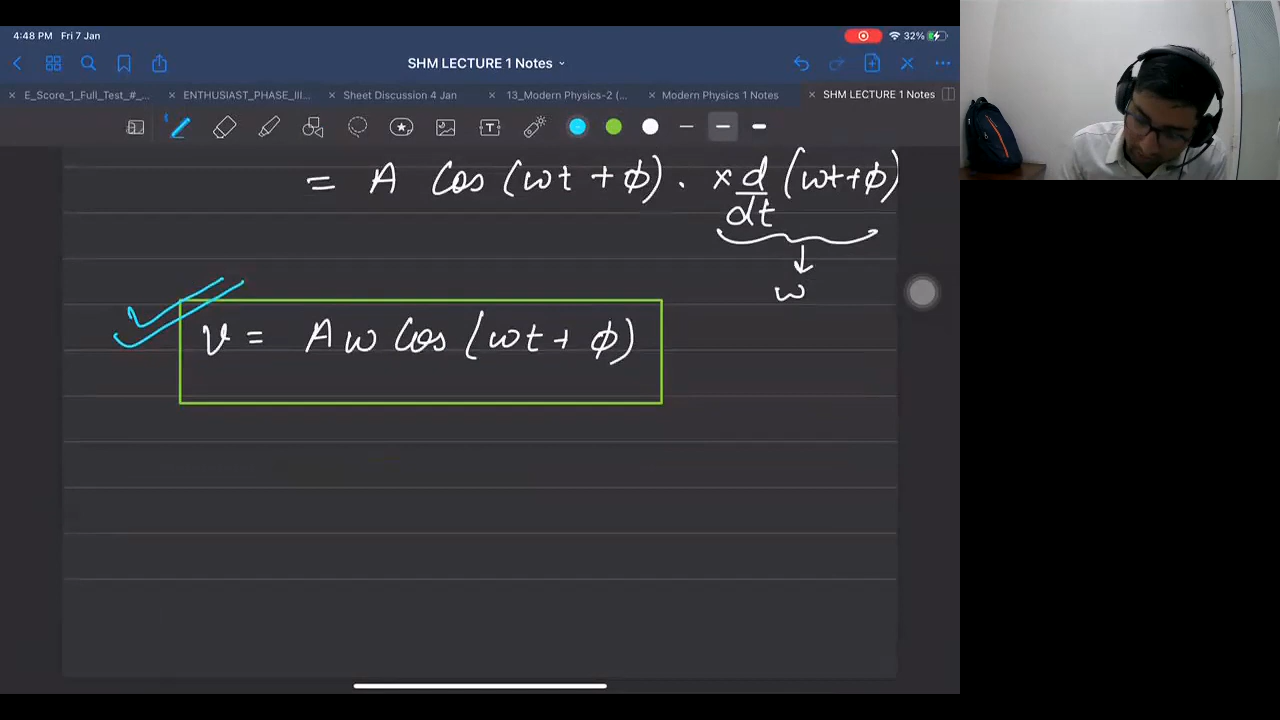 4:48 PM Fri 7 Jan 32%
SHM LECTURE 1 Notes
E_Score_1_Full_Test_#_... ENTHUSIAST_PHASE_III... Sheet Discussion 4 Jan 13_Modern Physics-2 (... Modern Physics 1 Notes SHM LECTURE 1 Notes
= A Cos (ωt + φ) . × d/dt (ωt+φ)
↓
ω
v = A ω Cos (ωt + φ)